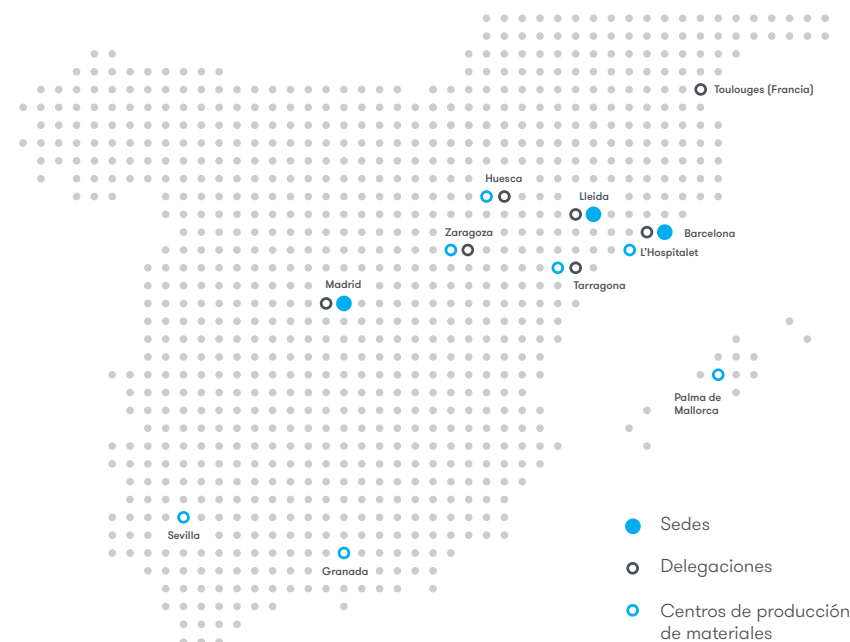 Toulouges (Francia)
Huesca
Lleida
Zaragoza
Barcelona
L'Hospitalet
Madrid
Tarragona
Palma de
Mallorca
Sevilla
Granada
Sedes
Delegaciones
Centros de producción
de materiales